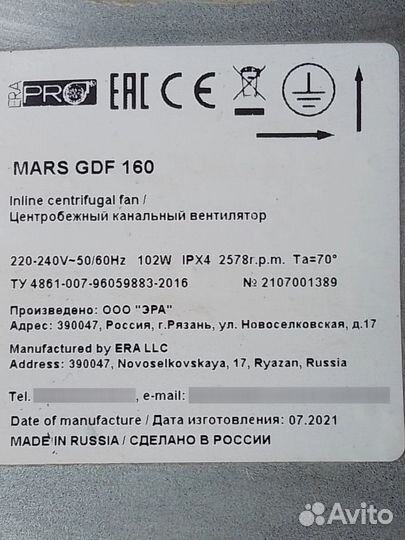 ERA PRO EAC CE
MARS GDF 160
Inline centrifugal fan /
Центробежный канальный вентилятор
220-240V~50/60Hz 102W IPX4 2578r.p.m. Ta=70°
ТУ 4861-007-96059883-2016 № 2107001389
Произведено: ООО "ЭРА"
Адрес: 390047, Россия, г.Рязань, ул. Новоселковская, д.17
Manufactured by ERA LLC
Address: 390047, Novoselkovskaya, 17, Ryazan, Russia
Tel. , e-mail:
Date of manufacture / Дата изготовления: 07.2021
MADE IN RUSSIA / СДЕЛАНО В РОССИИ
Avito